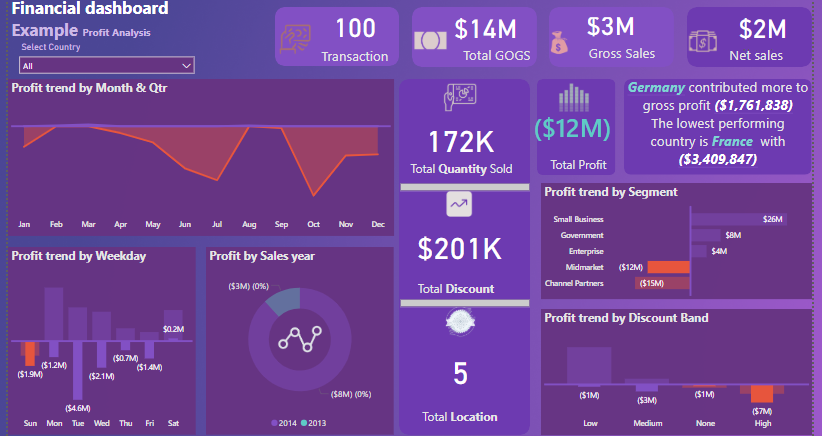 Financial dashboard
Example Profit Analysis
Select Country
All
100
Transaction
$14M
Total GOGS
$3M
Gross Sales
$2M
Net sales
Profit trend by Month & Qtr
Jan Feb Mar Apr May Jun Jul Aug Sep Oct Nov Dec
172K
Total Quantity Sold
$201K
Total Discount
5
Total Location
($12M)
Total Profit
Germany contributed more to
gross profit ($1,761,838)
The lowest performing
country is France with
($3,409,847)
Profit trend by Segment
Small Business $26M
Government $8M
Enterprise $4M
Midmarket ($12M)
Channel Partners ($15M)
Profit trend by Weekday
$0.2M
($1.9M) ($1.2M) ($4.6M) ($2.1M) ($0.7M) ($1.4M)
Sun Mon Tue Wed Thu Fri Sat
Profit by Sales year
($3M) (0%)
($8M) (0%)
2014 2013
Profit trend by Discount Band
($1M) ($3M) ($1M) ($7M)
Low Medium None High